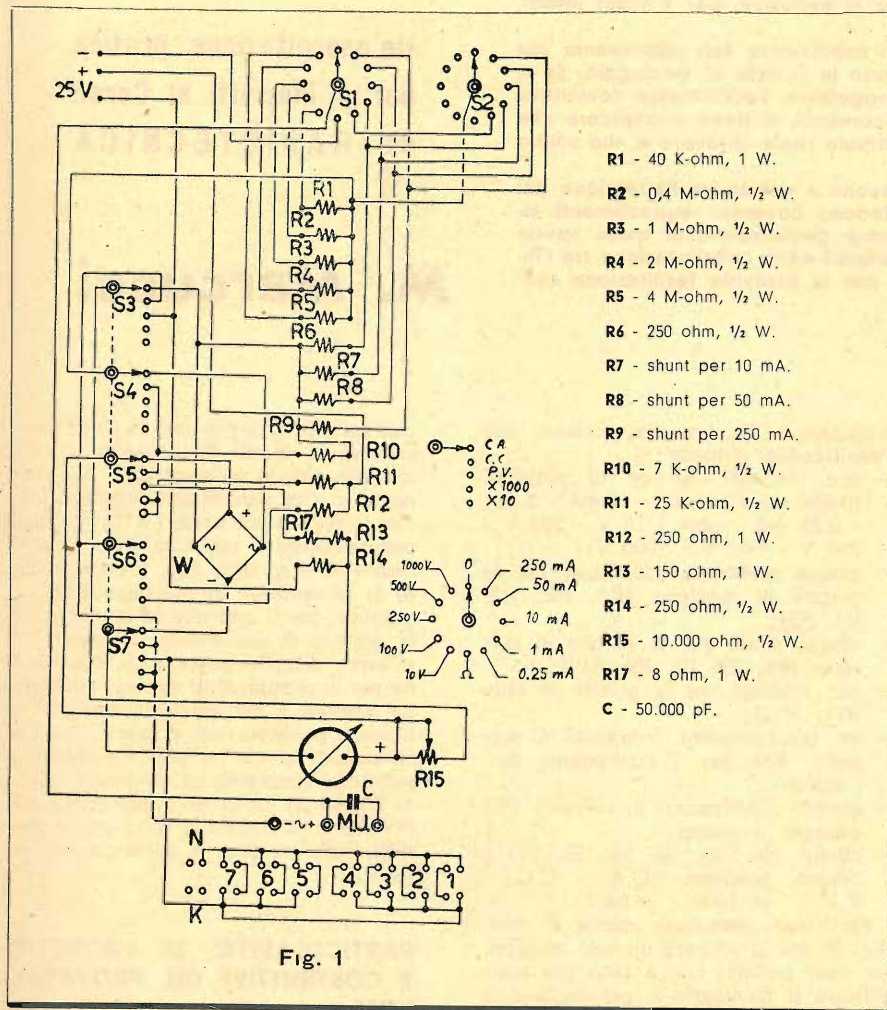 −
+
25 V
S1
S2
R1
R2
R3
R4
R5
R6
R7
R8
R9
R10
R11
R12
R17
R13
R14
S3
S4
S5
S6
S7
W
+
~ ~
−
C.A.
C.C
P.V.
X1000
X10
0
250 mA
50 mA
10 mA
1 mA
0.25 mA
Ω
10V
100V
250V
500V
1000V
+
R15
C
-~+
M.U.
N
7 6 5 4 3 2 1
K
Fig. 1
R1 - 40 K-ohm, 1 W.
R2 - 0,4 M-ohm, ½ W.
R3 - 1 M-ohm, ½ W.
R4 - 2 M-ohm, ½ W.
R5 - 4 M-ohm, ½ W.
R6 - 250 ohm, ½ W.
R7 - shunt per 10 mA.
R8 - shunt per 50 mA.
R9 - shunt per 250 mA.
R10 - 7 K-ohm, ½ W.
R11 - 25 K-ohm, ½ W.
R12 - 250 ohm, 1 W.
R13 - 150 ohm, 1 W.
R14 - 250 ohm, ½ W.
R15 - 10.000 ohm, ½ W.
R17 - 8 ohm, 1 W.
C - 50.000 pF.